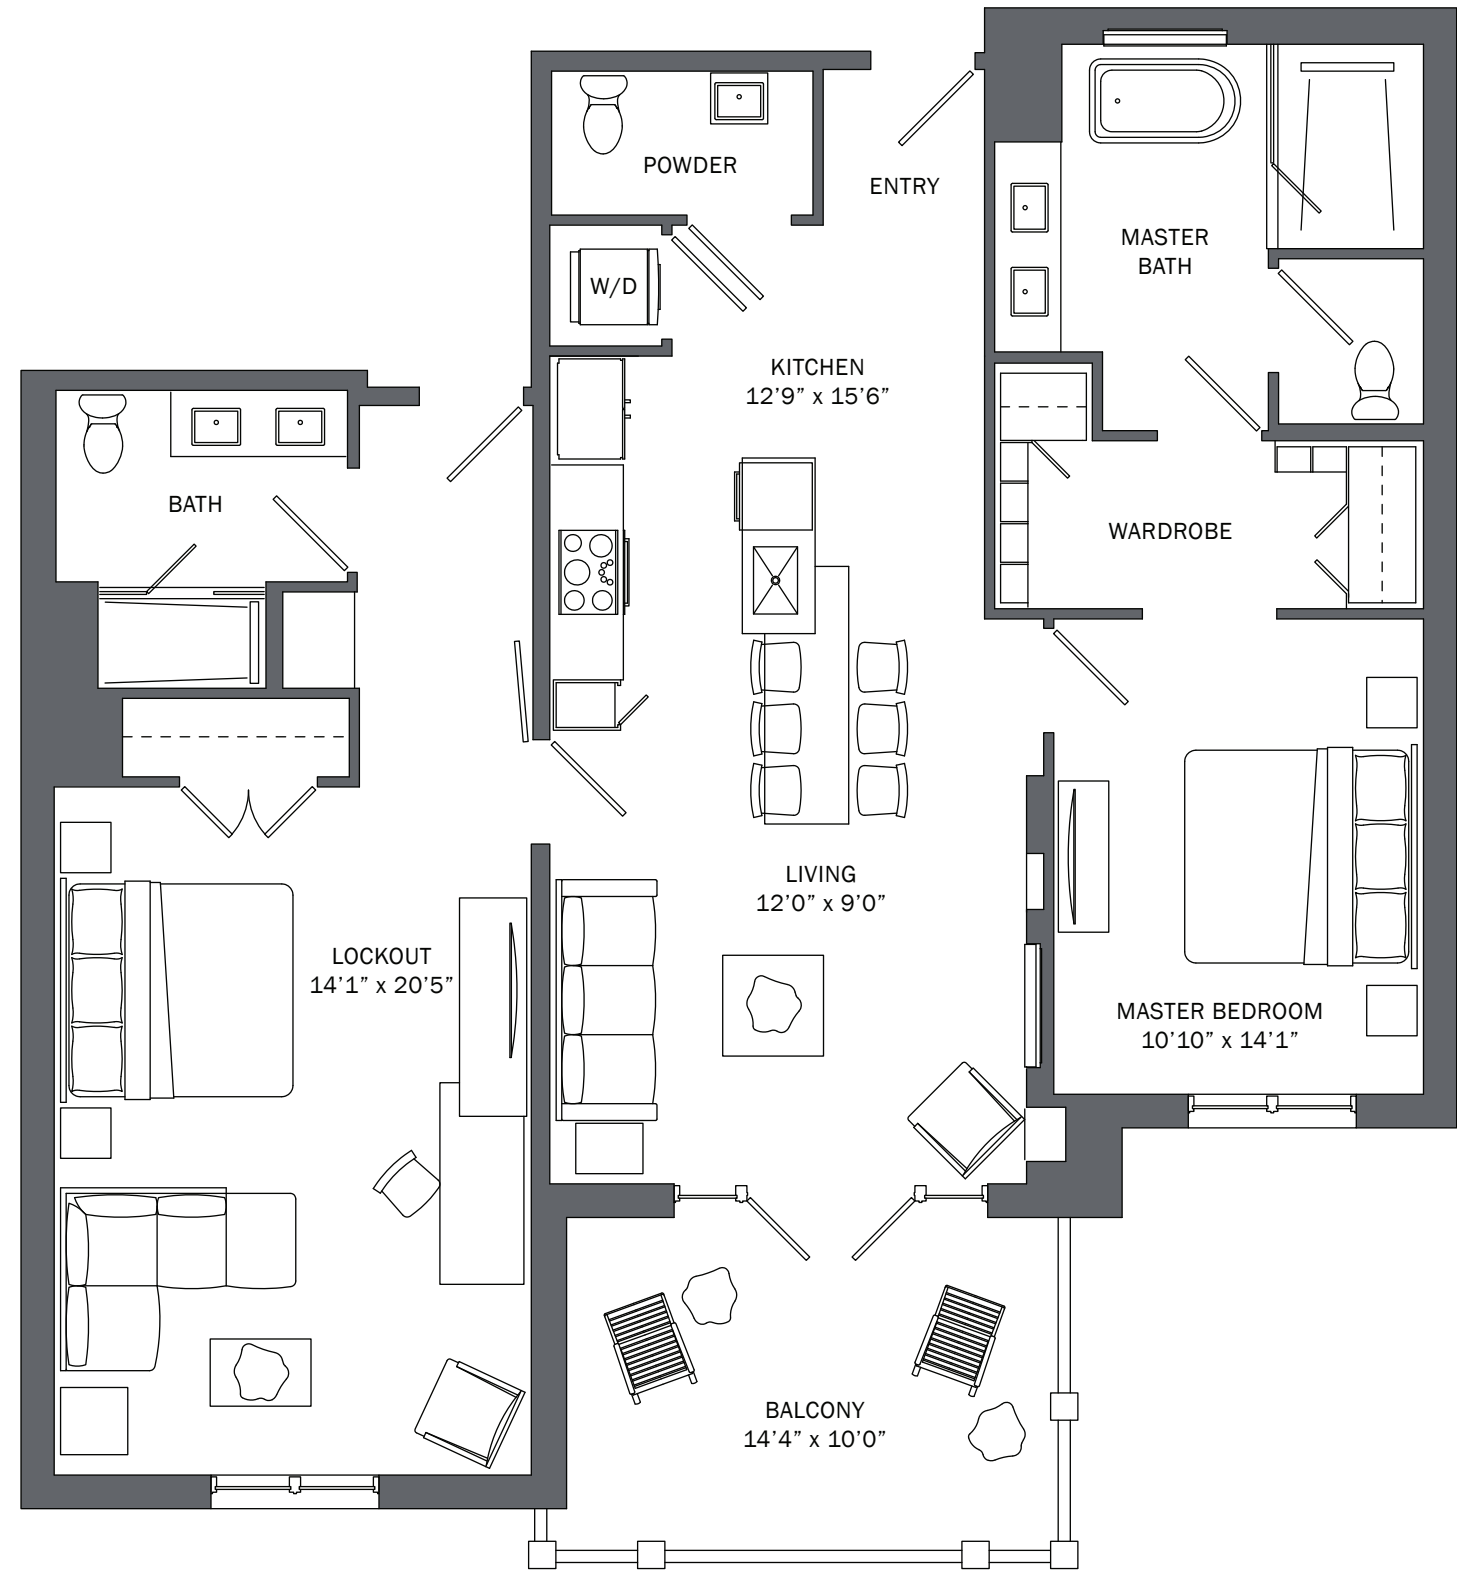 POWDER
ENTRY
MASTER
BATH
W/D
KITCHEN
12’9” x 15’6”
BATH
WARDROBE
LIVING
12’0” x 9’0”
LOCKOUT
14’1” x 20’5”
MASTER BEDROOM
10’10” x 14’1”
BALCONY
14’4” x 10’0”